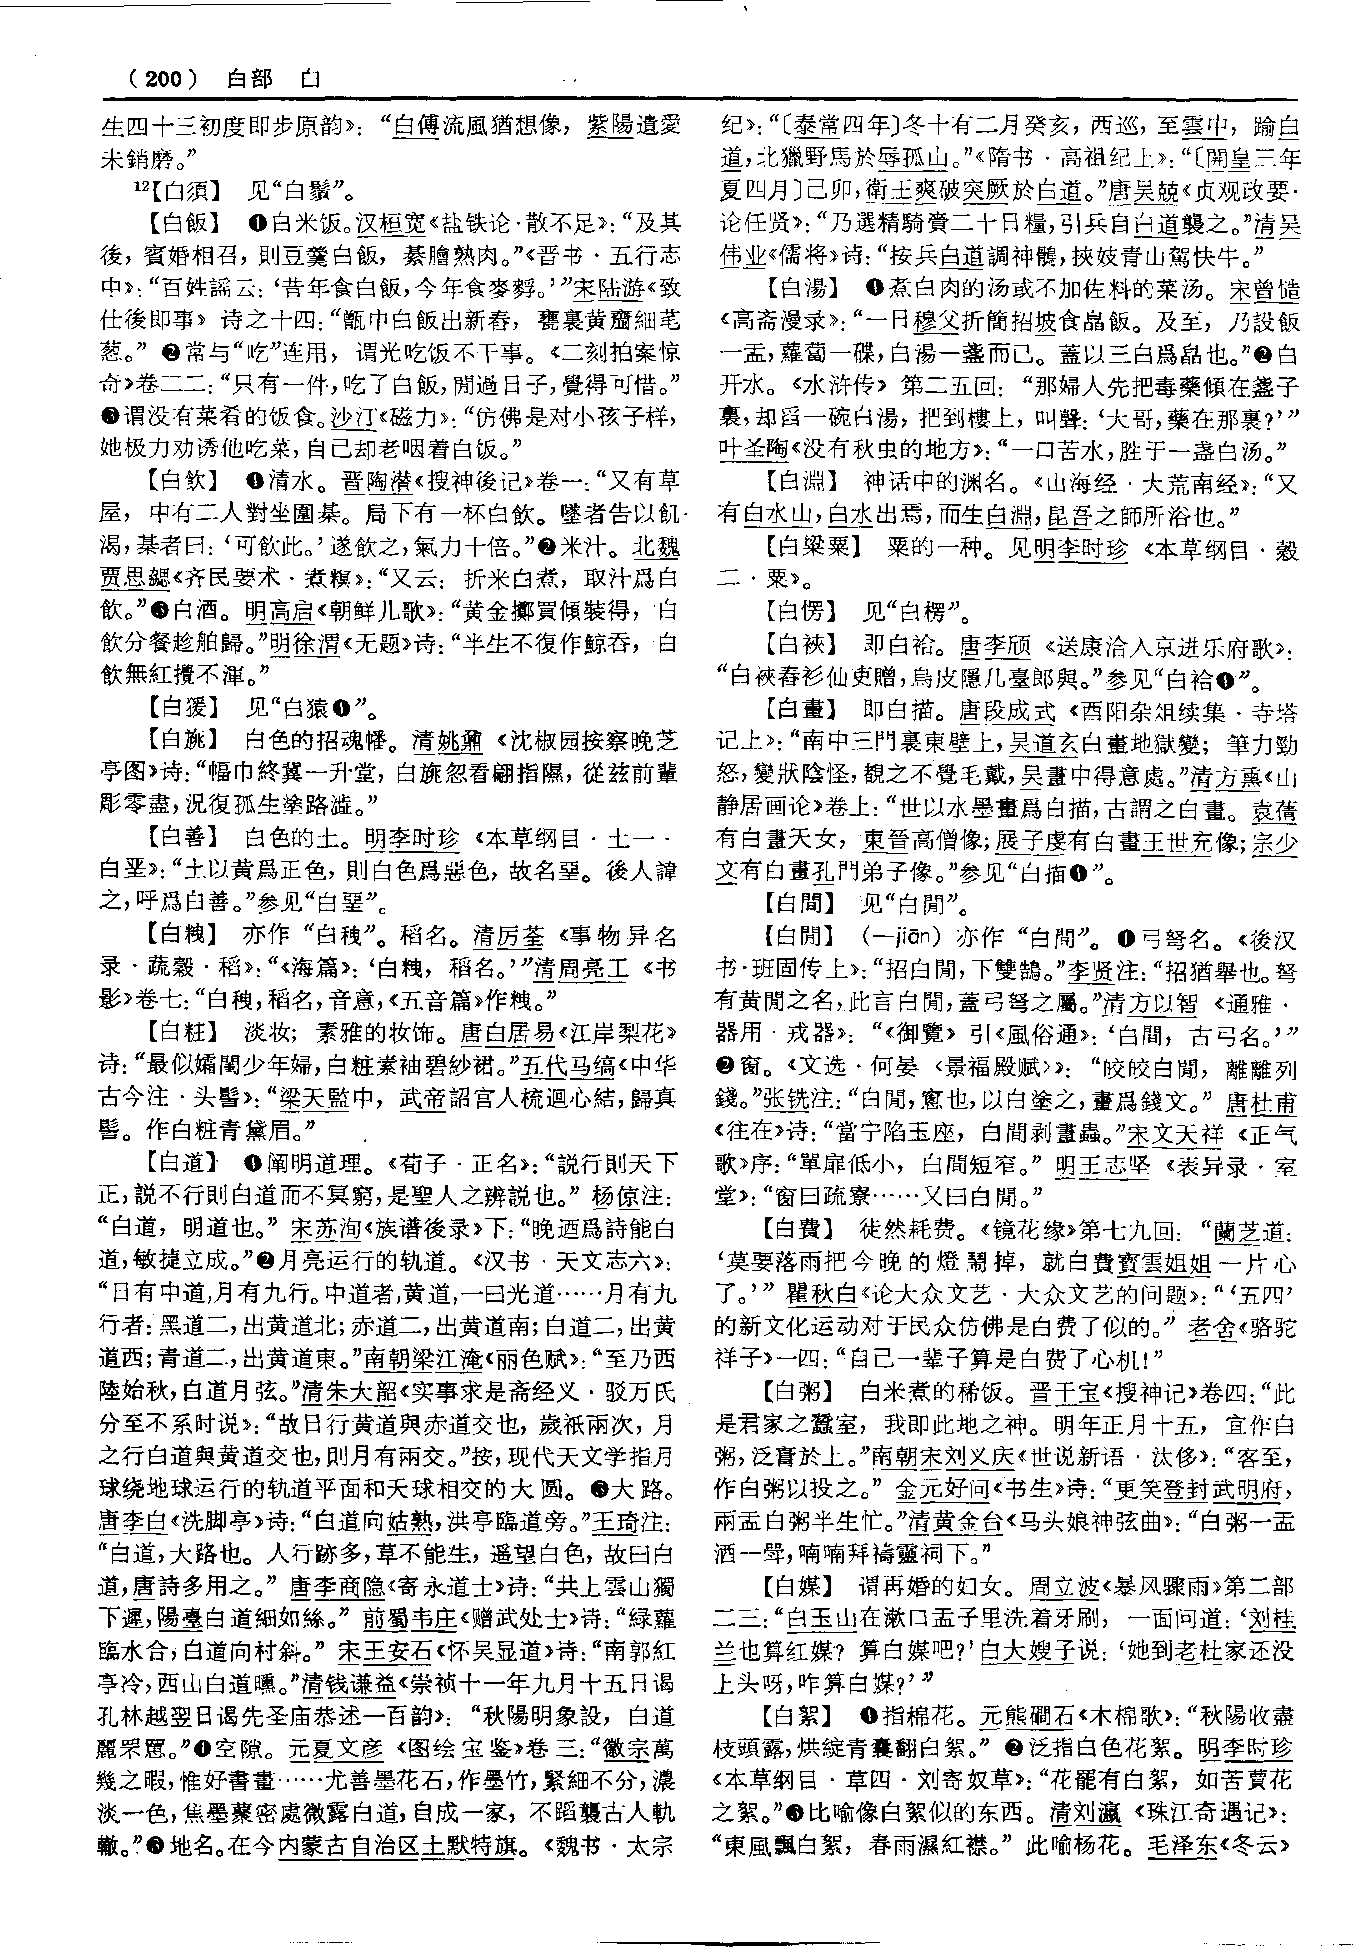 （200） 白部 白
生四十三初度即步原韵》：“白傅流風猶想像，紫陽遺愛
未銷磨。”
12【白須】 见“白鬚”。
【白飯】 ❶白米饭。汉桓宽《盐铁论·散不足》：“及其
後，賓婚相召，則豆羹白飯，綦膾熟肉。”《晋书·五行志
中》：“百姓謡云：‘昔年食白飯，今年食麥麩。’”宋陆游《致
仕後即事》诗之十四：“甑中白飯出新舂，甕裏黄虀細芼
葱。”❷常与“吃”连用，谓光吃饭不干事。《二刻拍案惊
奇》卷二二：“只有一件，吃了白飯，閒過日子，覺得可惜。”
❸谓没有菜肴的饭食。沙汀《磁力》：“仿佛是对小孩子样，
她极力劝诱他吃菜，自己却老咽着白饭。”
【白飲】 ❶清水。晋陶潜《搜神後记》卷一：“又有草
屋，中有二人對坐圍棊。局下有一杯白飲。墜者告以飢
渴，棊者曰：‘可飲此。’遂飲之，氣力十倍。”❷米汁。北魏
贾思勰《齐民要术·煮糗》：“又云：折米白煮，取汁爲白
飲。”❸白酒。明高启《朝鲜儿歌》：“黄金擲買傾裝得，白
飲分餐趁舶歸。”明徐渭《无题》诗：“半生不復作鯨吞，白
飲無紅攪不渾。”
【白猨】 见“白猿❶”。
【白旐】 白色的招魂幡。清姚鼐《沈椒园按察晚芝
亭图》诗：“幅巾終冀一升堂，白旐忽看翩指隰，從兹前輩
彫零盡，況復孤生塗路澁。”
【白善】 白色的土。明李时珍《本草纲目·土一·
白垩》：“土以黄爲正色，則白色爲惡色，故名堊。後人諱
之，呼爲白善。”参见“白堊”。
【白䊧】 亦作“白秡”。稻名。清厉荃《事物异名
录·蔬穀·稻》：“《海篇》：‘白䊧，稻名。’”清周亮工《书
影》卷七：“白秡，稻名，音意，《五音篇》作䊧。”
【白粧】 淡妆；素雅的妆饰。唐白居易《江岸梨花》
诗：“最似孀閨少年婦，白粧素袖碧紗裙。”五代马缟《中华
古今注·头髻》：“梁天監中，武帝詔宫人梳迴心結，歸真
髻。作白粧青黛眉。”
【白道】 ❶阐明道理。《荀子·正名》：“説行則天下
正，説不行則白道而不冥窮，是聖人之辨説也。”杨倞注：
“白道，明道也。”宋苏洵《族谱後录》下：“晚迺爲詩能白
道，敏捷立成。”❷月亮运行的轨道。《汉书·天文志六》：
“日有中道，月有九行。中道者，黄道，一曰光道……月有九
行者：黑道二，出黄道北；赤道二，出黄道南；白道二，出黄
道西；青道二，出黄道東。”南朝梁江淹《丽色赋》：“至乃西
陸始秋，白道月弦。”清朱大韶《实事求是斋经义·驳万氏
分至不系时说》：“故日行黄道與赤道交也，歲衹兩次，月
之行白道與黄道交也，則月有兩交。”按，现代天文学指月
球绕地球运行的轨道平面和天球相交的大圆。❸大路。
唐李白《洗脚亭》诗：“白道向姑熟，洪亭臨道旁。”王琦注：
“白道，大路也。人行跡多，草不能生，遥望白色，故曰白
道，唐詩多用之。”唐李商隐《寄永道士》诗：“共上雲山獨
下遲，陽臺白道細如絲。”前蜀韦庄《赠武处士》诗：“緑蘿
臨水合，白道向村斜。”宋王安石《怀吴显道》诗：“南郭紅
亭冷，西山白道曛。”清钱谦益《崇祯十一年九月十五日谒
孔林越翌日谒先圣庙恭述一百韵》：“秋陽明象設，白道
麗罘罳。”❹空隙。元夏文彦《图绘宝鉴》卷三：“徽宗萬
幾之暇，惟好書畫……尤善墨花石，作墨竹，緊細不分，濃
淡一色，焦墨叢密處微露白道，自成一家，不蹈襲古人軌
轍。”❺地名。在今内蒙古自治区土默特旗。《魏书·太宗
纪》：“〔泰常四年〕冬十有二月癸亥，西巡，至雲中，踰白
道，北獵野馬於辱孤山。”《隋书·高祖纪上》：“〔開皇三年
夏四月〕己卯，衛王爽破突厥於白道。”唐吴兢《贞观政要·
论任贤》：“乃選精騎賫二十日糧，引兵自白道襲之。”清吴
伟业《儒将》诗：“按兵白道調神鶻，挾妓青山駕快牛。”
【白湯】 ❶煮白肉的汤或不加佐料的菜汤。宋曾慥
《高斋漫录》：“一日穆父折簡招坡食皛飯。及至，乃設飯
一盂，蘿蔔一碟，白湯一盞而已。蓋以三白爲皛也。”❷白
开水。《水浒传》第二五回：“那婦人先把毒藥傾在盞子
裏，却舀一碗白湯，把到樓上，叫聲：‘大哥，藥在那裏？’”
叶圣陶《没有秋虫的地方》：“一口苦水，胜于一盏白汤。”
【白淵】 神话中的渊名。《山海经·大荒南经》：“又
有白水山，白水出焉，而生白淵，昆吾之師所浴也。”
【白粱粟】 粟的一种。见明李时珍《本草纲目·穀
二·粟》。
【白愣】 见“白楞”。
【白裌】 即白袷。唐李颀《送康洽入京进乐府歌》：
“白裌春衫仙吏贈，烏皮隱几臺郎與。”参见“白袷❶”。
【白畫】 即白描。唐段成式《酉阳杂俎续集·寺塔
记上》：“南中三門裏東壁上，吴道玄白畫地獄變；筆力勁
怒，變狀陰怪，覩之不覺毛戴，吴畫中得意處。”清方薰《山
静居画论》卷上：“世以水墨畫爲白描，古謂之白畫。袁蒨
有白畫天女，東晉高僧像；展子虔有白畫王世充像；宗少
文有白畫孔門弟子像。”参见“白描❶”。
【白間】 见“白閒”。
【白閒】 （—jiān）亦作“白間”。❶弓弩名。《後汉
书·班固传上》：“招白閒，下雙鵠。”李贤注：“招猶舉也。弩
有黄閒之名，此言白閒，蓋弓弩之屬。”清方以智《通雅·
器用·戎器》：“《御覽》引《風俗通》：‘白間，古弓名。’”
❷窗。《文选·何晏〈景福殿赋〉》：“皎皎白閒，離離列
錢。”张铣注：“白閒，窻也，以白塗之，畫爲錢文。”唐杜甫
《往在》诗：“當宁陷玉座，白間剥畫蟲。”宋文天祥《正气
歌》序：“單扉低小，白間短窄。”明王志坚《表异录·室
堂》：“窗曰疏寮……又曰白閒。”
【白費】 徒然耗费。《镜花缘》第七九回：“蘭芝道：
‘莫要落雨把今晚的燈鬧掉，就白費寶雲姐姐一片心
了。’”瞿秋白《论大众文艺·大众文艺的问题》：“‘五四’
的新文化运动对于民众仿佛是白费了似的。”老舍《骆驼
祥子》一四：“自己一辈子算是白费了心机！”
【白粥】 白米煮的稀饭。晋干宝《搜神记》卷四：“此
是君家之蠶室，我即此地之神。明年正月十五，宜作白
粥，泛膏於上。”南朝宋刘义庆《世说新语·汰侈》：“客至，
作白粥以投之。”金元好问《书生》诗：“更笑登封武明府，
兩盂白粥半生忙。”清黄金台《马头娘神弦曲》：“白粥一盂
酒一斝，喃喃拜禱靈祠下。”
【白媒】 谓再婚的妇女。周立波《暴风骤雨》第二部
二三：“白玉山在漱口盂子里洗着牙刷，一面问道：‘刘桂
兰也算红媒？算白媒吧？’白大嫂子说：‘她到老杜家还没
上头呀，咋算白媒？’”
【白絮】 ❶指棉花。元熊礀石《木棉歌》：“秋陽收盡
枝頭露，烘綻青囊翻白絮。”❷泛指白色花絮。明李时珍
《本草纲目·草四·刘寄奴草》：“花罷有白絮，如苦蕒花
之絮。”❸比喻像白絮似的东西。清刘瀛《珠江奇遇记》：
“東風飄白絮，春雨濕紅襟。”此喻杨花。毛泽东《冬云》